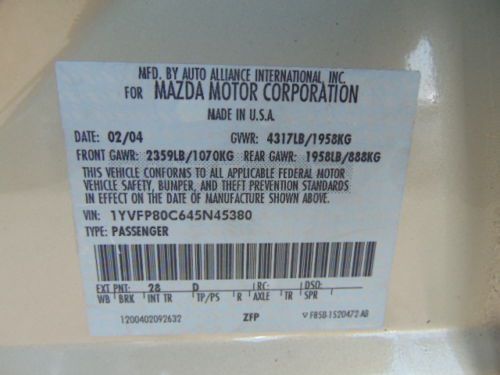 MFD. BY AUTO ALLIANCE INTERNATIONAL, INC.
FOR MAZDA MOTOR CORPORATION
MADE IN U.S.A.
DATE: 02/04 GVWR: 4317LB/1958KG
FRONT GAWR: 2359LB/1070KG REAR GAWR: 1958LB/888KG
THIS VEHICLE CONFORMS TO ALL APPLICABLE FEDERAL MOTOR
VEHICLE SAFETY, BUMPER, AND THEFT PREVENTION STANDARDS
IN EFFECT ON THE DATE OF MANUFACTURE SHOWN ABOVE.
VIN: 1YVFP80C645N45380
TYPE: PASSENGER
EXT PNT: 28 D RC: DSO:
WB BRK INT TR TP/PS R AXLE TR SPR
1200402092632 ZFP F85B-1520472-AB